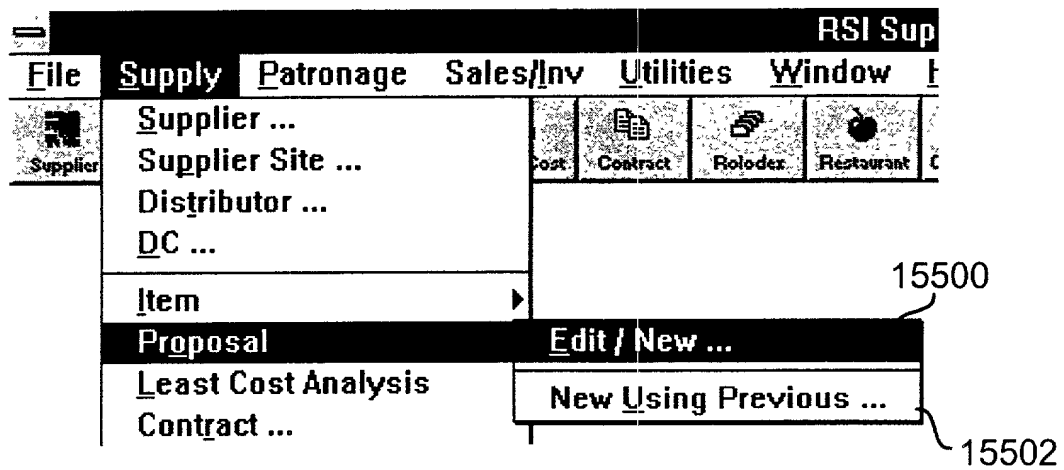 RSI Sup
File Supply Patronage Sales/Inv Utilities Window
Supplier Cost Contract Rolodex Restaurant
Supplier ...
Supplier Site ...
Distributor ...
DC ...
15500
Item
Proposal Edit / New ...
Least Cost Analysis New Using Previous ...
Contract ...
15502